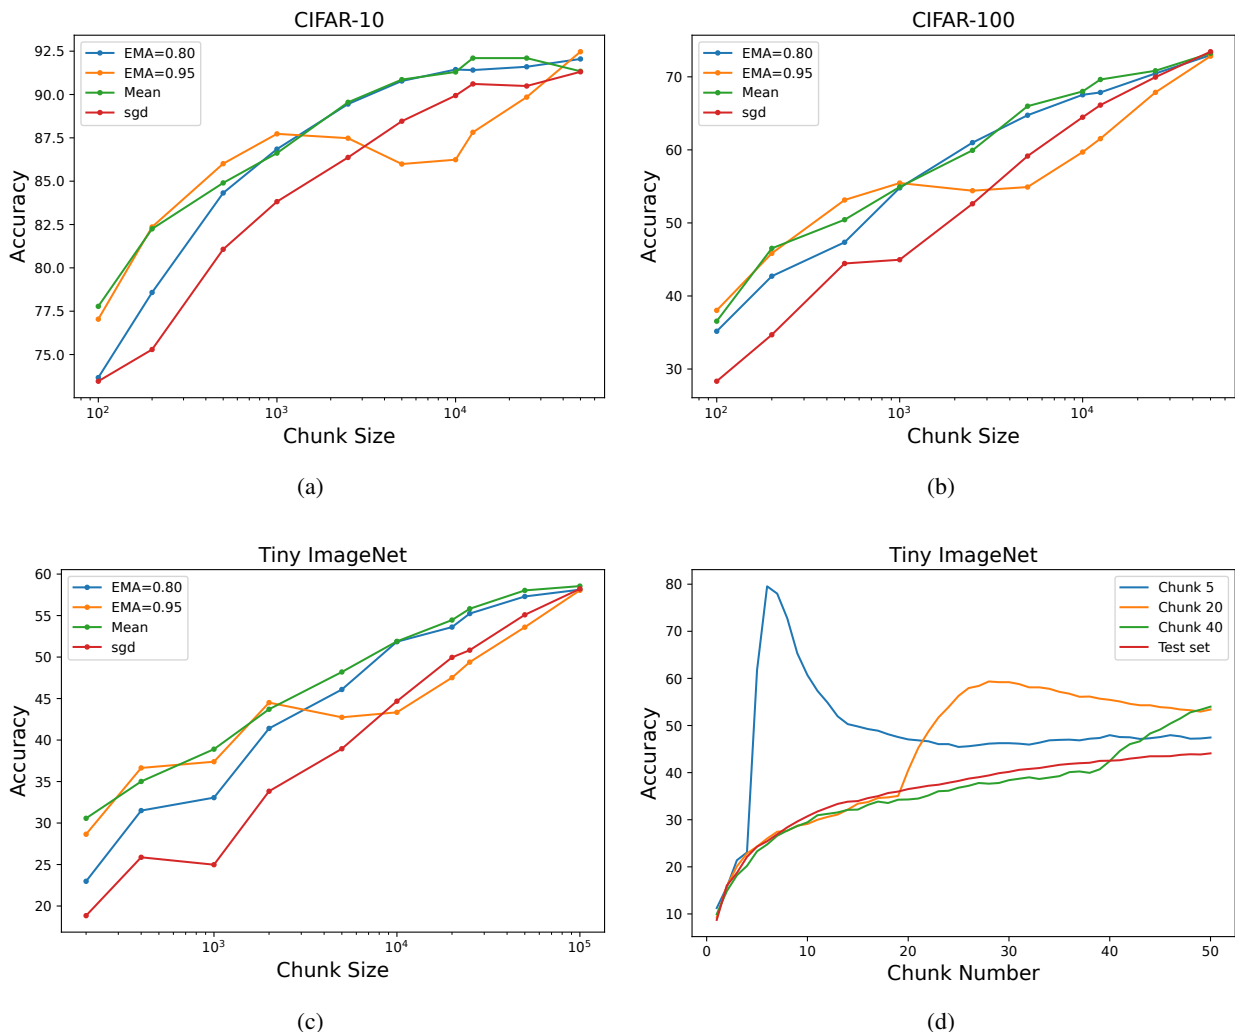 CIFAR-10
EMA=0.80
EMA=0.95
Mean
sgd
92.5
90.0
87.5
85.0
82.5
80.0
77.5
75.0
Accuracy
10²
10³
10⁴
Chunk Size
(a)
CIFAR-100
EMA=0.80
EMA=0.95
Mean
sgd
70
60
50
40
30
Accuracy
10²
10³
10⁴
Chunk Size
(b)
Tiny ImageNet
EMA=0.80
EMA=0.95
Mean
sgd
60
55
50
45
40
35
30
25
20
Accuracy
10³
10⁴
10⁵
Chunk Size
(c)
Tiny ImageNet
Chunk 5
Chunk 20
Chunk 40
Test set
80
70
60
50
40
30
20
10
Accuracy
0
10
20
30
40
50
Chunk Number
(d)